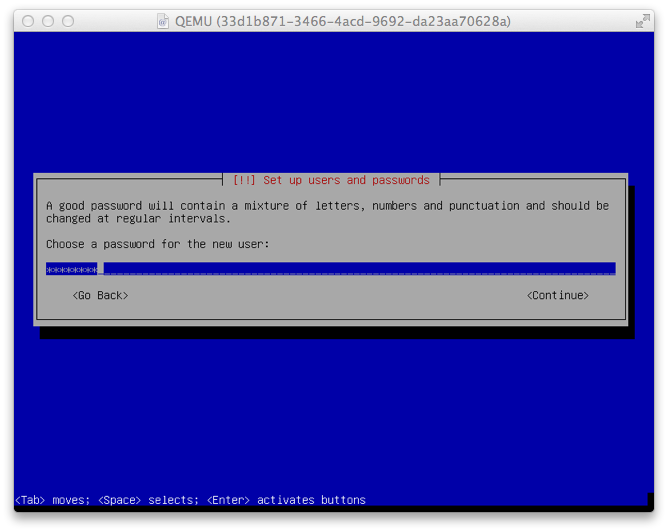 QEMU (33d1b871-3466-4acd-9692-da23aa70628a)
[!!] Set up users and passwords
A good password will contain a mixture of letters, numbers and punctuation and should be
changed at regular intervals.
Choose a password for the new user:
********
<Go Back> <Continue>
<Tab> moves; <Space> selects; <Enter> activates buttons